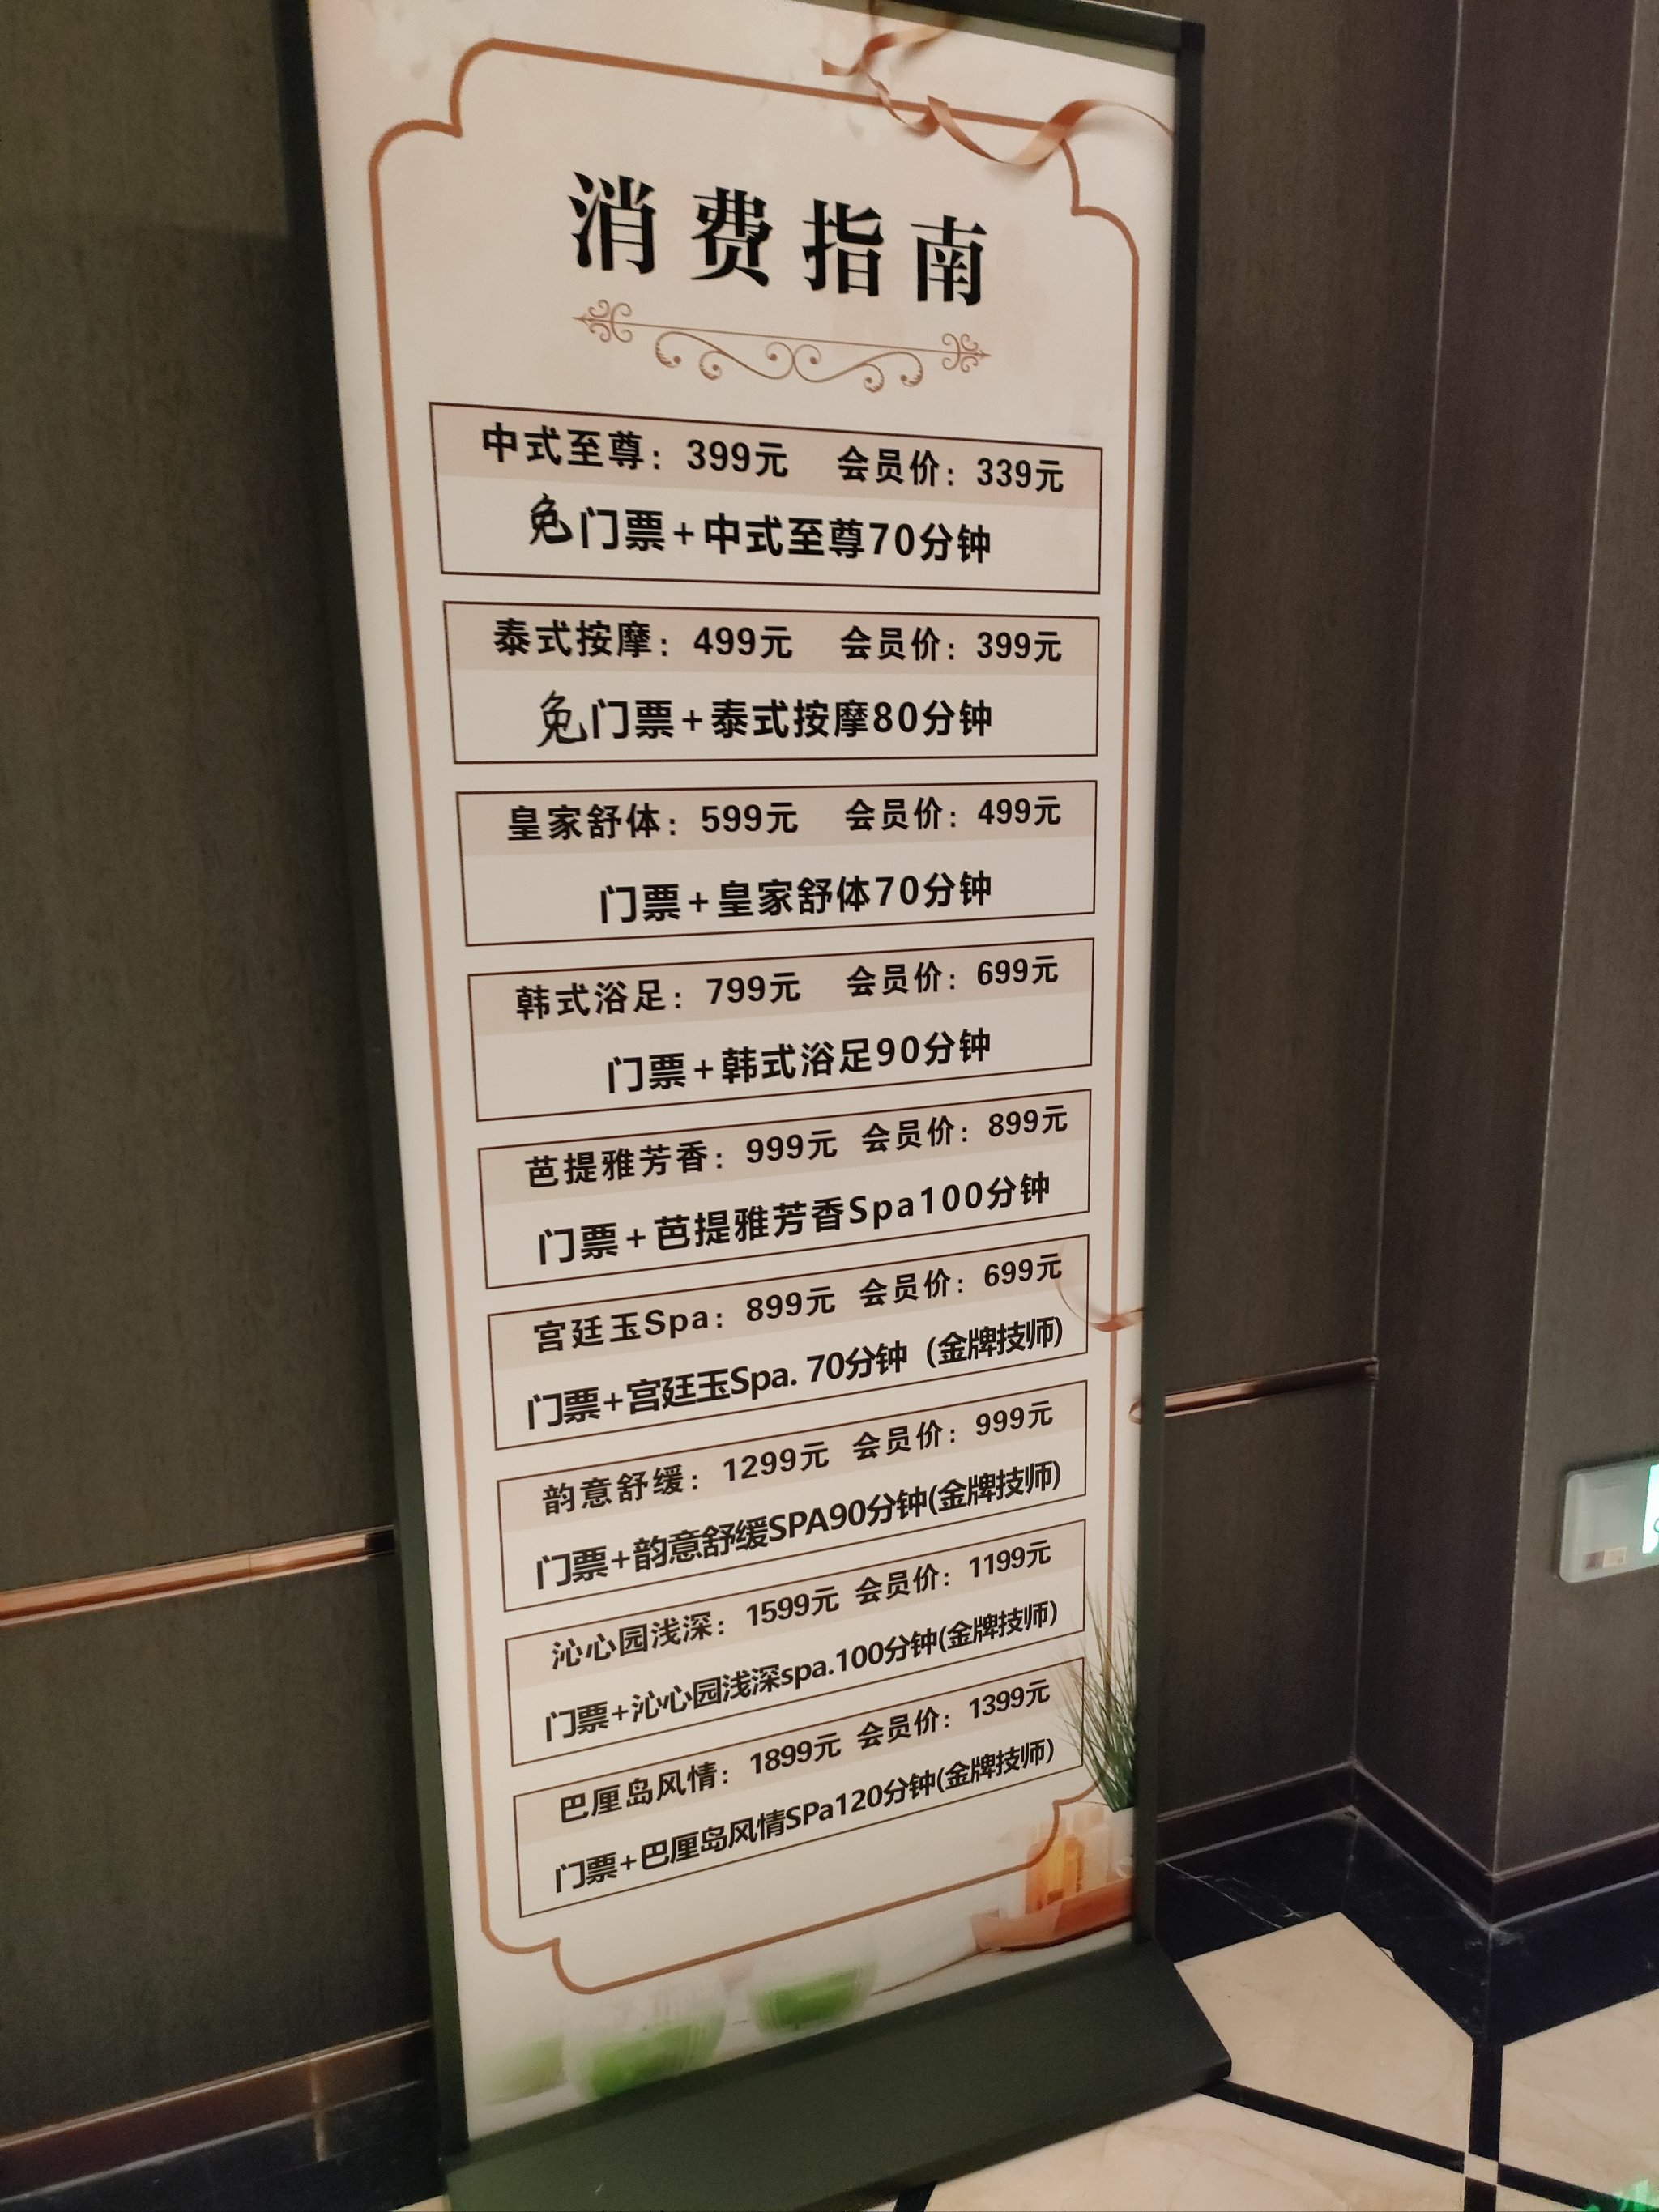 消费指南
中式至尊：399元 会员价：339元
免门票+中式至尊70分钟
泰式按摩：499元 会员价：399元
免门票+泰式按摩80分钟
皇家舒体：599元 会员价：499元
门票+皇家舒体70分钟
韩式浴足：799元 会员价：699元
门票+韩式浴足90分钟
芭提雅芳香：999元 会员价：899元
门票+芭提雅芳香Spa100分钟
宫廷玉Spa：899元 会员价：699元
门票+宫廷玉Spa. 70分钟（金牌技师)
韵意舒缓：1299元 会员价：999元
门票+韵意舒缓SPA90分钟(金牌技师)
沁心园浅深：1599元 会员价：1199元
门票+沁心园浅深spa.100分钟(金牌技师)
巴厘岛风情：1899元 会员价：1399元
门票+巴厘岛风情SPa120分钟(金牌技师)